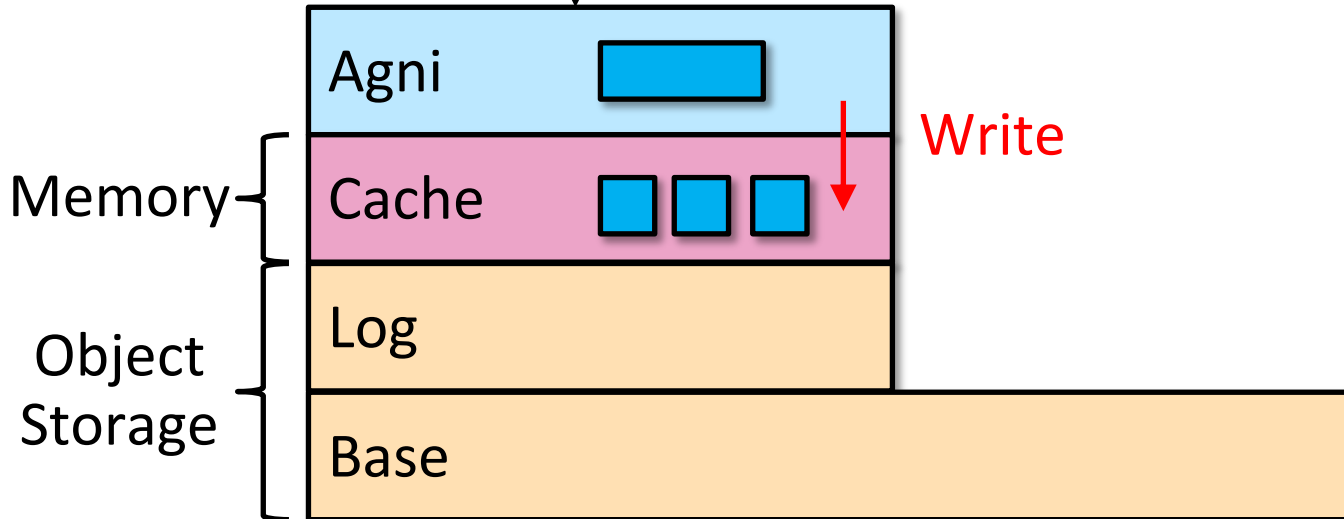 Agni
Write
Memory
Cache
Log
Object
Storage
Base